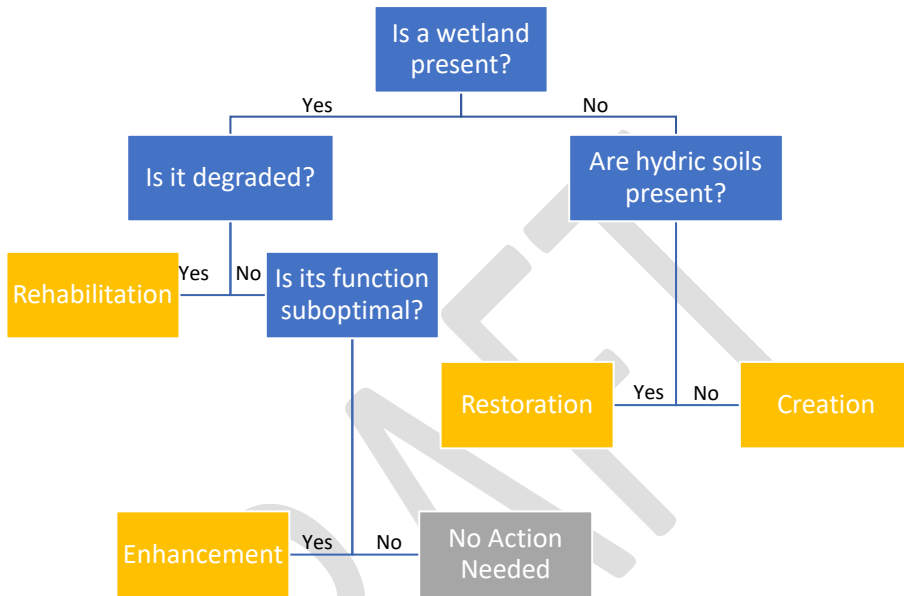 Is a wetland
present?
Yes
No
Is it degraded?
Are hydric soils
present?
Rehabilitation
Yes
No
Is its function
suboptimal?
Restoration
Yes
No
Creation
Enhancement
Yes
No
No Action
Needed
DRAFT